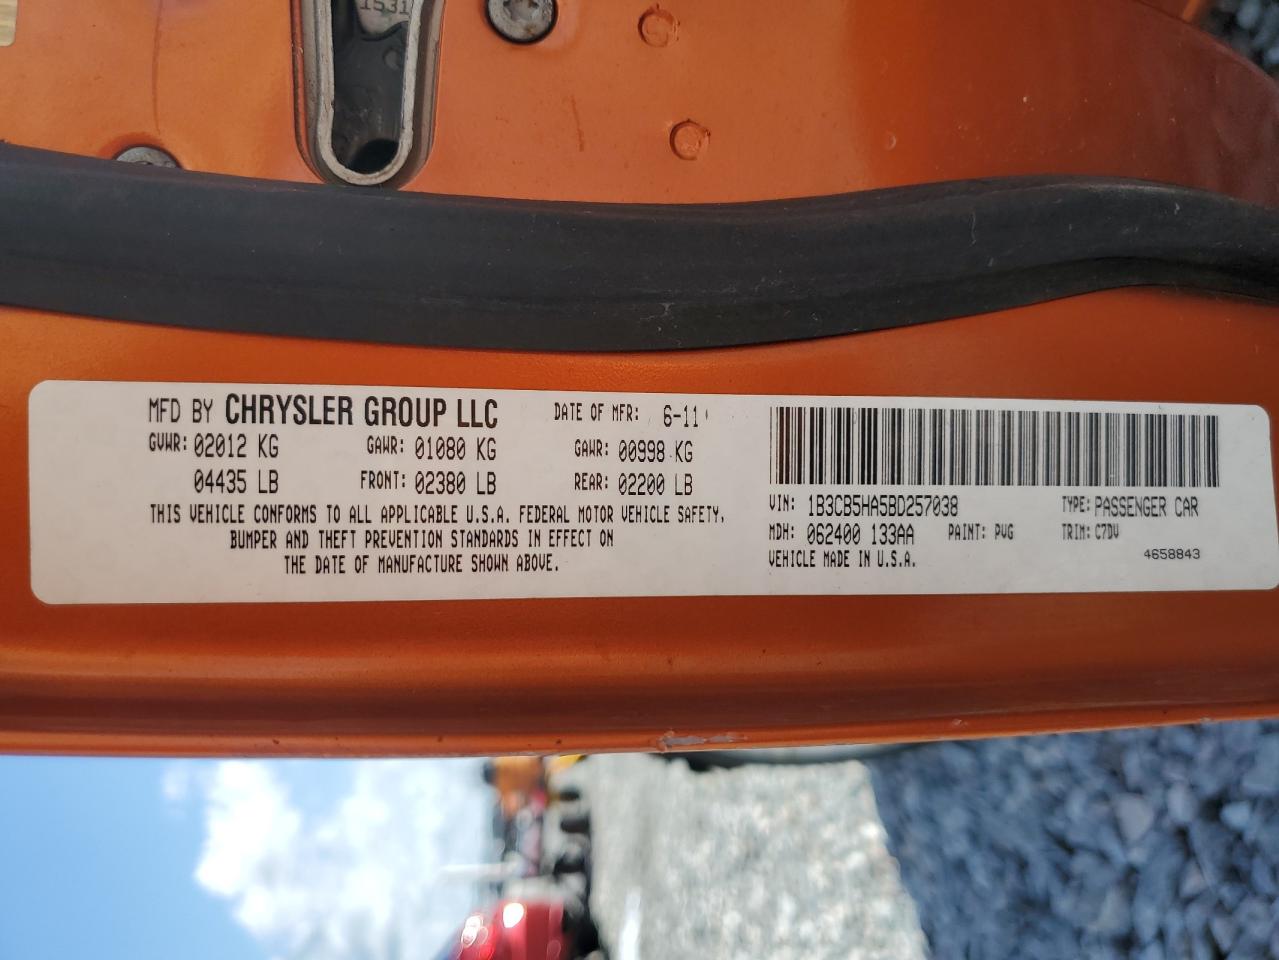 1531
MFD BY CHRYSLER GROUP LLC DATE OF MFR: 6-11
GVWR: 02012 KG GAWR: 01080 KG GAWR: 00998 KG
04435 LB FRONT: 02380 LB REAR: 02200 LB
THIS VEHICLE CONFORMS TO ALL APPLICABLE U.S.A. FEDERAL MOTOR VEHICLE SAFETY,
BUMPER AND THEFT PREVENTION STANDARDS IN EFFECT ON
THE DATE OF MANUFACTURE SHOWN ABOVE.
VIN: 1B3CB5HA5BD257038 TYPE: PASSENGER CAR
MDH: 062400 133AA PAINT: PVG TRIM: C7DV
VEHICLE MADE IN U.S.A. 4658843